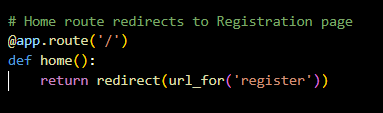 # Home route redirects to Registration page
@app.route('/')
def home():
    return redirect(url_for('register'))